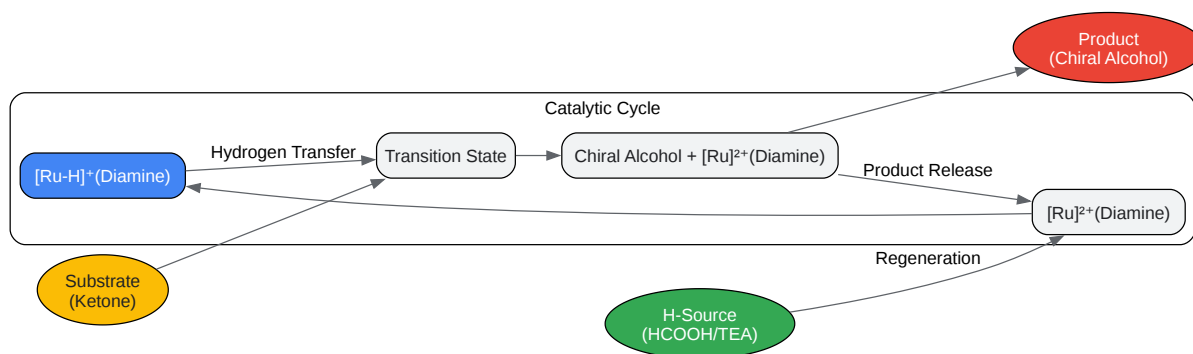 Product
(Chiral Alcohol)
Catalytic Cycle
Hydrogen Transfer
[Ru-H]⁺(Diamine)
Transition State
Chiral Alcohol + [Ru]²⁺(Diamine)
Product Release
[Ru]²⁺(Diamine)
Regeneration
Substrate
(Ketone)
H-Source
(HCOOH/TEA)